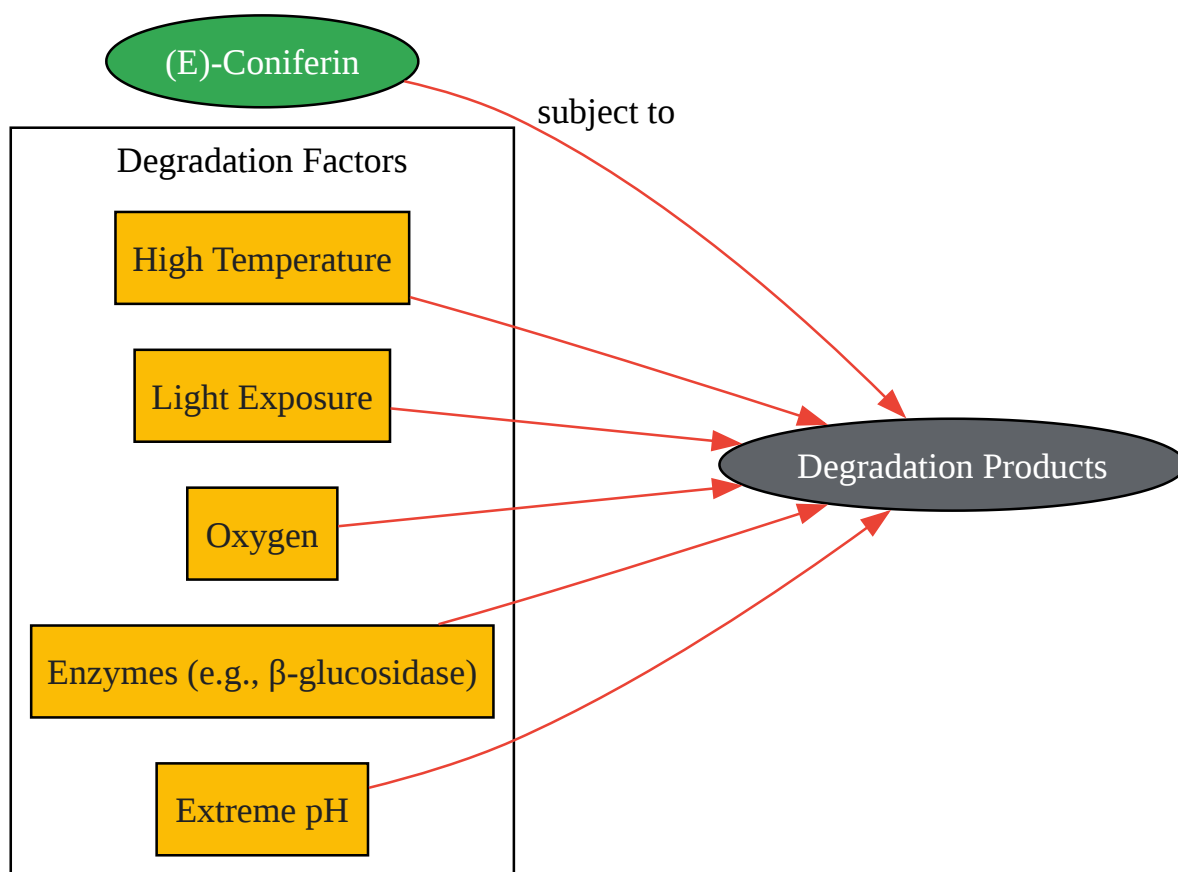 (E)-Coniferin
subject to
Degradation Factors
High Temperature
Light Exposure
Degradation Products
Oxygen
Enzymes (e.g., β-glucosidase)
Extreme pH